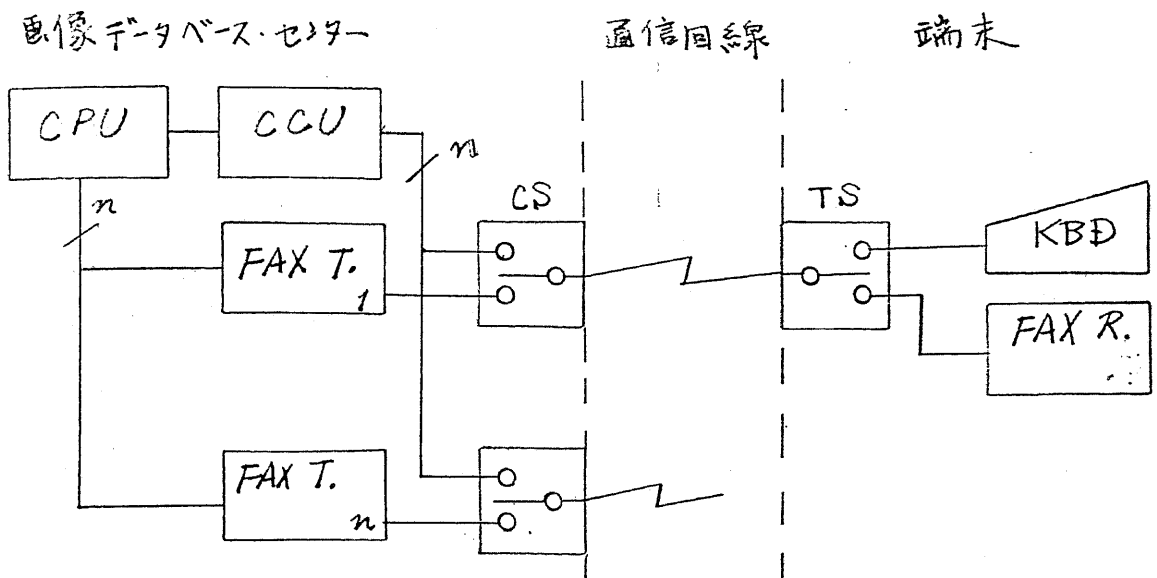 画像データベース・センター
通信回線
端末
CPU
CCU
n
n
CS
TS
FAX T.
1
KBD
FAX R.
FAX T.
n